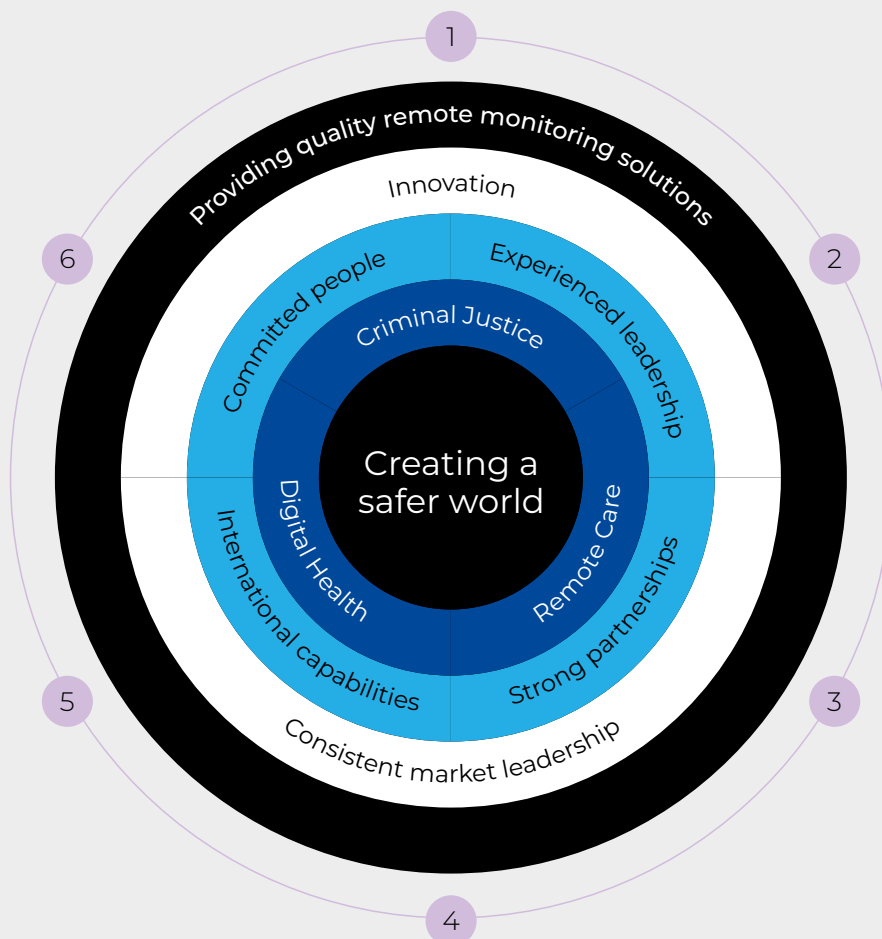 1
Providing quality remote monitoring solutions
Innovation
6
2
Committed people
Experienced leadership
Criminal Justice
Creating a
safer world
Digital Health
Remote Care
International capabilities
Strong partnerships
Consistent market leadership
5
3
4